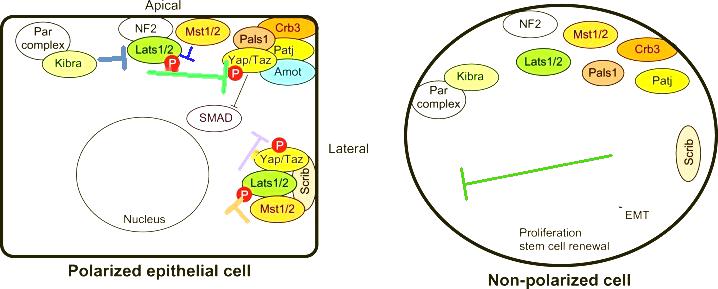 Apical
Par
complex
Kibra
NF2
Mst1/2
Lats1/2
P
Crb3
Pals1
Patj
Yap/Taz
P
Amot
SMAD
P
Yap/Taz
Lats1/2
P
Mst1/2
Scrib
Lateral
Nucleus
Polarized epithelial cell
NF2
Mst1/2
Crb3
Lats1/2
Pals1
Patj
Kibra
Par
complex
Scrib
EMT
Proliferation
stem cell renewal
Non-polarized cell